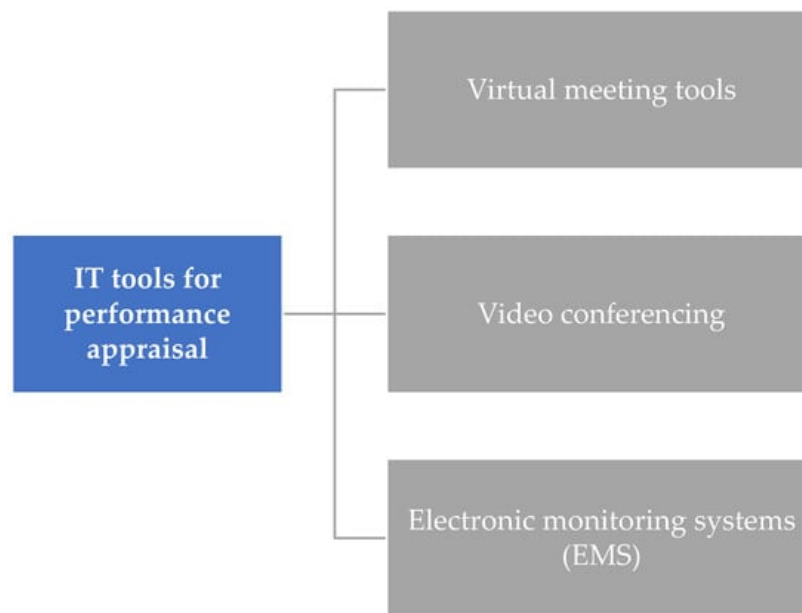 Virtual meeting tools
IT tools for
performance
appraisal
Video conferencing
Electronic monitoring systems
(EMS)